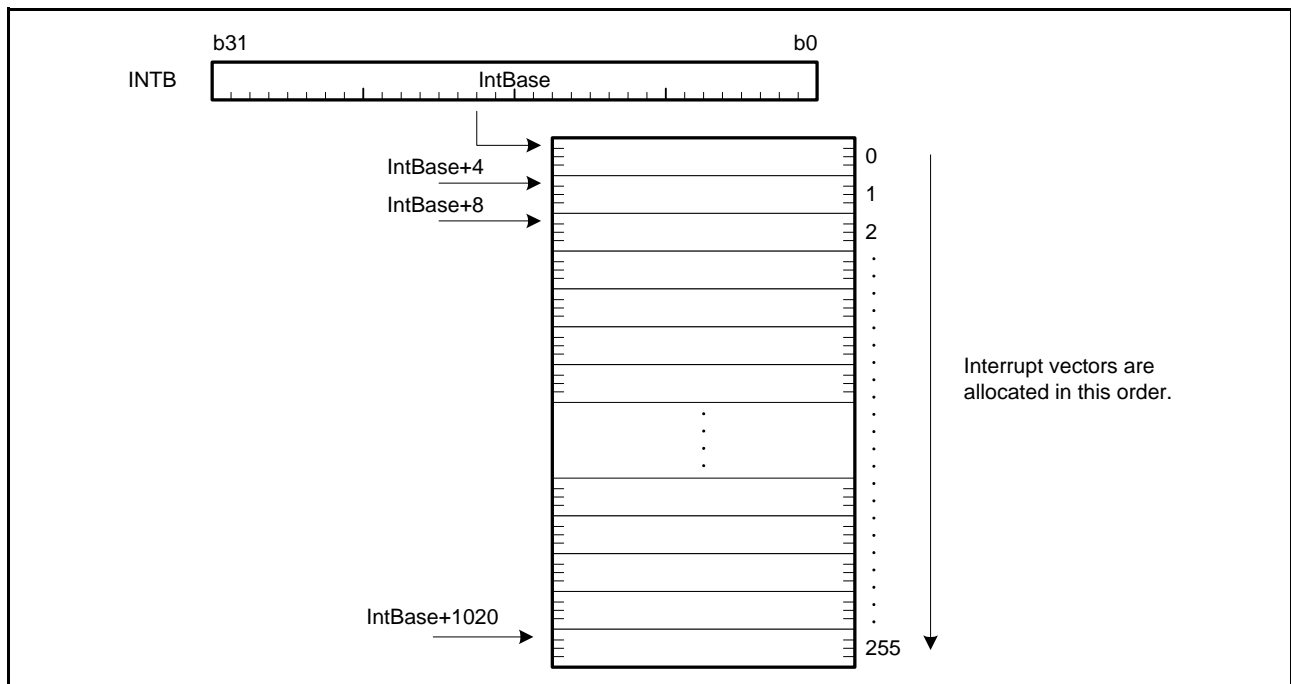 b31 b0
INTB IntBase
IntBase+4 0
IntBase+8 1
2
Interrupt vectors are
allocated in this order.
IntBase+1020
255